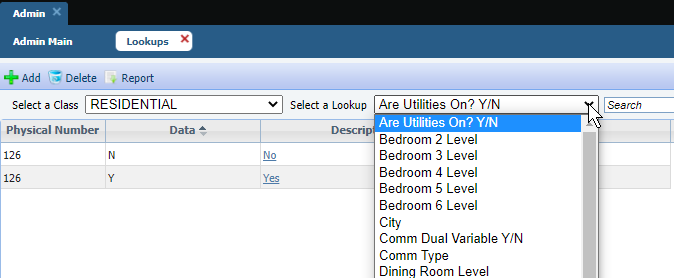 Admin
Admin Main Lookups
Add Delete Report
Select a Class RESIDENTIAL Select a Lookup Are Utilities On? Y/N Search
Physical Number Data
126 N No
126 Y Yes
Are Utilities On? Y/N
Bedroom 2 Level
Bedroom 3 Level
Bedroom 4 Level
Bedroom 5 Level
Bedroom 6 Level
City
Comm Dual Variable Y/N
Comm Type
Dining Room Level